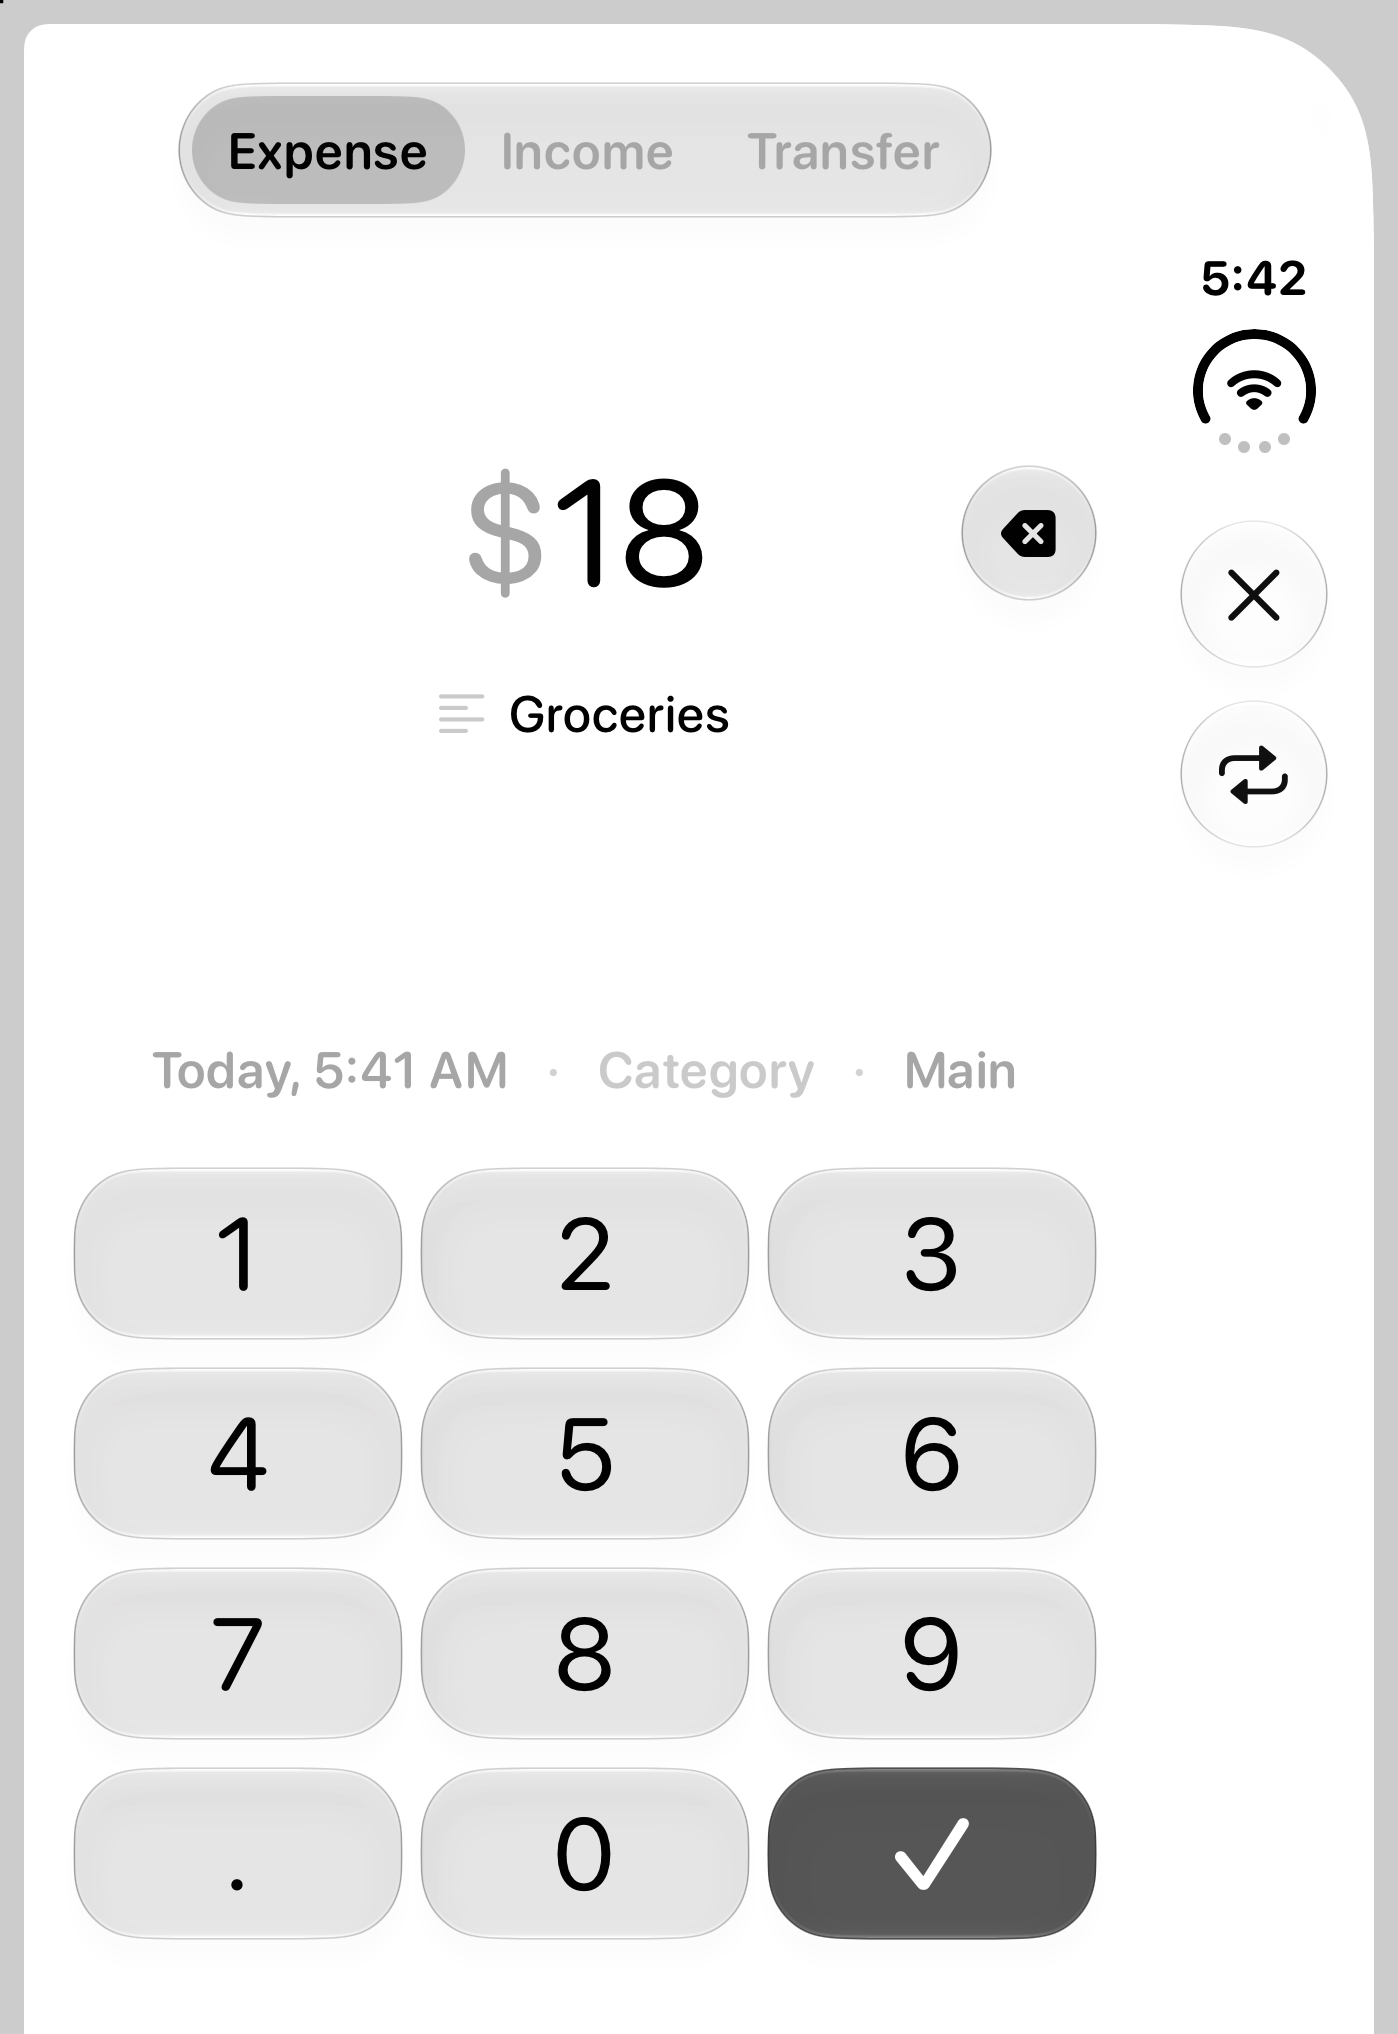 Expense Income Transfer
5:42
$18
Groceries
Today, 5:41 AM · Category · Main
1 2 3
4 5 6
7 8 9
. 0